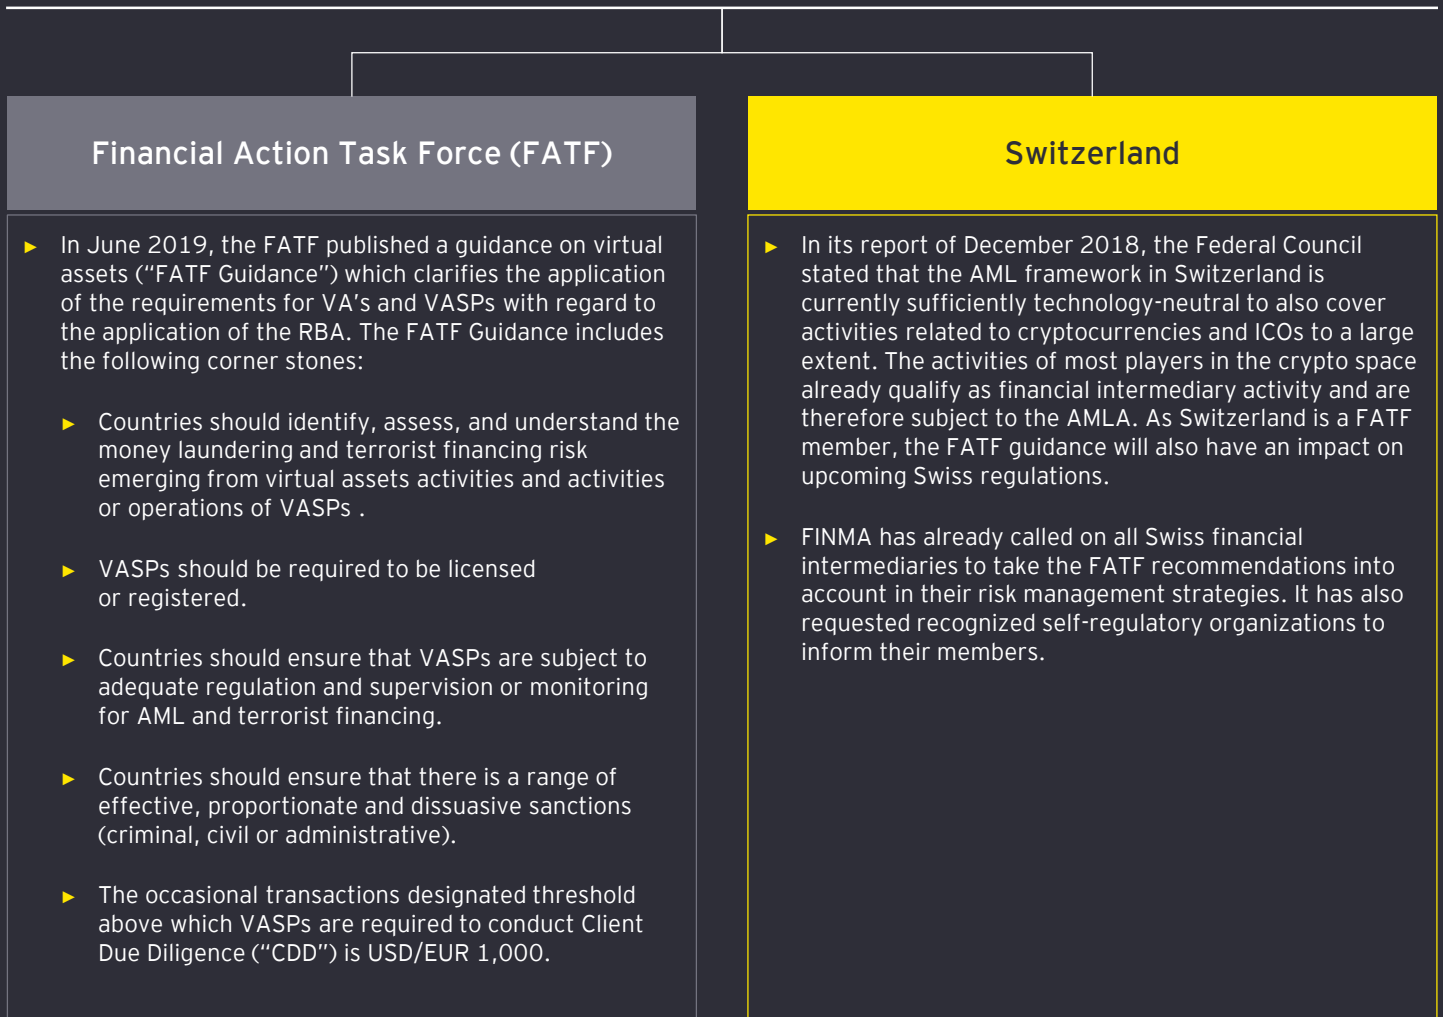 Financial Action Task Force (FATF)
► In June 2019, the FATF published a guidance on virtual
assets (“FATF Guidance”) which clarifies the application
of the requirements for VA's and VASPs with regard to
the application of the RBA. The FATF Guidance includes
the following corner stones:
► Countries should identify, assess, and understand the
money laundering and terrorist financing risk
emerging from virtual assets activities and activities
or operations of VASPs .
► VASPs should be required to be licensed
or registered.
► Countries should ensure that VASPs are subject to
adequate regulation and supervision or monitoring
for AML and terrorist financing.
► Countries should ensure that there is a range of
effective, proportionate and dissuasive sanctions
(criminal, civil or administrative).
► The occasional transactions designated threshold
above which VASPs are required to conduct Client
Due Diligence (“CDD”) is USD/EUR 1,000.
Switzerland
► In its report of December 2018, the Federal Council
stated that the AML framework in Switzerland is
currently sufficiently technology-neutral to also cover
activities related to cryptocurrencies and ICOs to a large
extent. The activities of most players in the crypto space
already qualify as financial intermediary activity and are
therefore subject to the AMLA. As Switzerland is a FATF
member, the FATF guidance will also have an impact on
upcoming Swiss regulations.
► FINMA has already called on all Swiss financial
intermediaries to take the FATF recommendations into
account in their risk management strategies. It has also
requested recognized self-regulatory organizations to
inform their members.